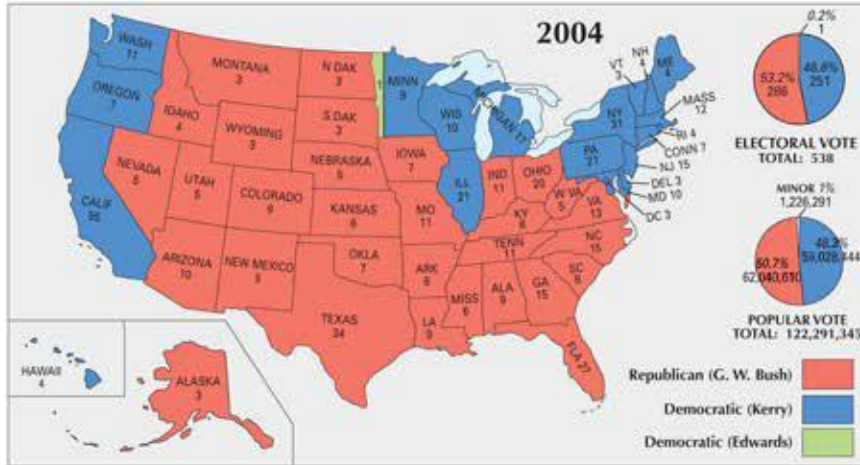 2004
WASH
11
OREGON
7
CALIF
55
NEVADA
5
IDAHO
4
MONTANA
3
WYOMING
3
UTAH
5
COLORADO
9
ARIZONA
10
NEW MEXICO
5
N DAK
3
S DAK
3
NEBRASKA
5
KANSAS
6
OKLA
7
TEXAS
34
1
MINN
9
IOWA
7
MO
11
ARK
6
LA
9
WIS
10
ILL
21
MORGAN 17
IND
11
OHIO
20
KY
8
TENN
11
MISS
6
ALA
9
GA
15
FLA 27
SC
8
NC
15
VA
13
W VA
5
PA
21
NY
31
VT
3
NH
4
ME
4
MASS
12
RI 4
CONN 7
NJ 15
DEL 3
MD 10
DC 3
HAWAII
4
ALASKA
3
0.2%
1
53.2%
286
46.6%
251
ELECTORAL VOTE
TOTAL: 538
MINOR 1%
1,226,291
50.7%
62,040,610
48.3%
59,028,444
POPULAR VOTE
TOTAL: 122,291,345
Republican (G. W. Bush)
Democratic (Kerry)
Democratic (Edwards)